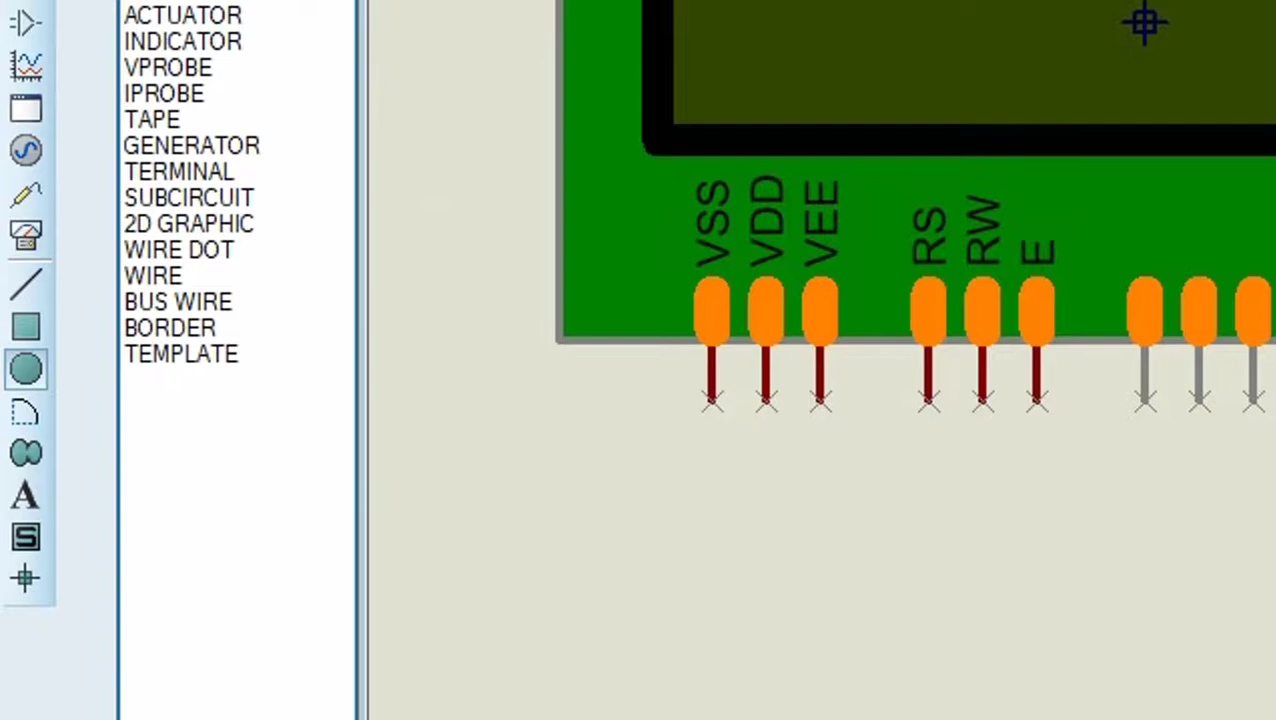 ACTUATOR
INDICATOR
VPROBE
IPROBE
TAPE
GENERATOR
TERMINAL
SUBCIRCUIT
2D GRAPHIC
WIRE DOT
WIRE
BUS WIRE
BORDER
TEMPLATE
A
S
VSS
VDD
VEE
RS
RW
E